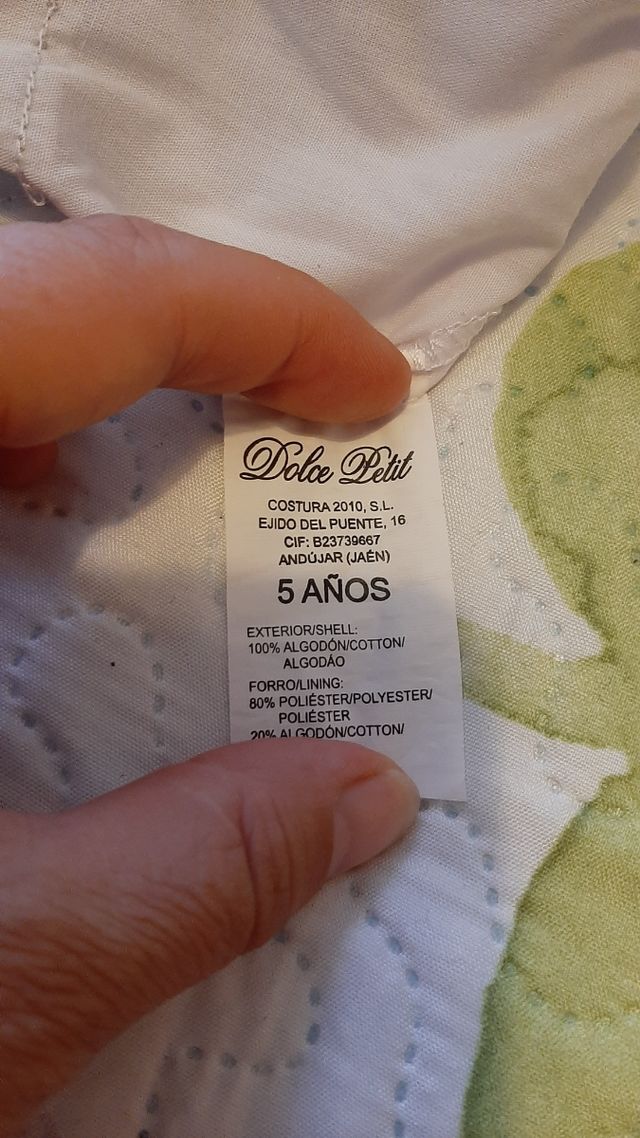 Dolce Petit
COSTURA 2010, S.L.
EJIDO DEL PUENTE, 16
CIF: B23739667
ANDÚJAR (JAÉN)
5 AÑOS
EXTERIOR/SHELL:
100% ALGODÓN/COTTON/
ALGODÁO
FORRO/LINING:
80% POLIÉSTER/POLYESTER/
POLIÉSTER
20% ALGODÓN/COTTON/